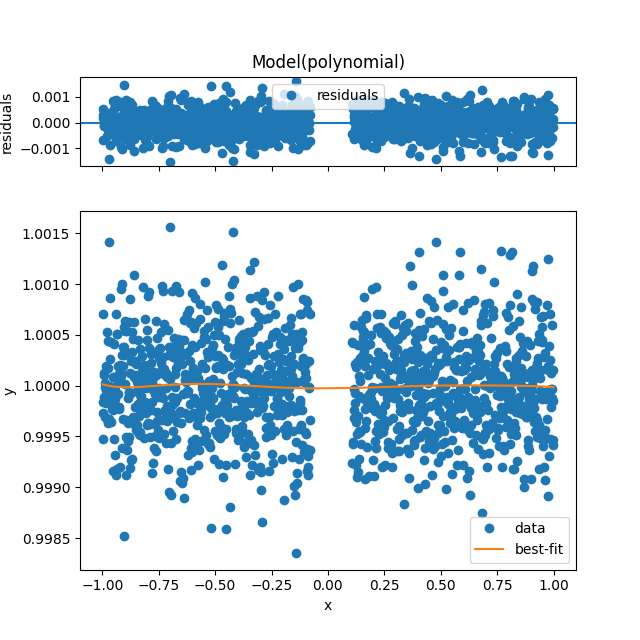 Model(polynomial)
residuals
0.001
0.000
−0.001
residuals
y
1.0015
1.0010
1.0005
1.0000
0.9995
0.9990
0.9985
data
best-fit
−1.00 −0.75 −0.50 −0.25 0.00 0.25 0.50 0.75 1.00
x